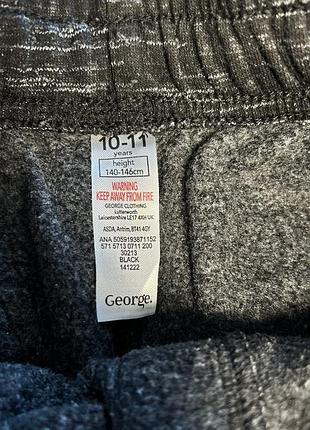 10-11
years
height
140-146cm
WARNING
KEEP AWAY FROM FIRE
GEORGE CLOTHING
Lutterworth
Leicestershire LE17 4XH UK
ASDA, Antrim, BT41 4GY
ANA 5059193871152
571 5713 0711 200
30213
BLACK
141222
George.